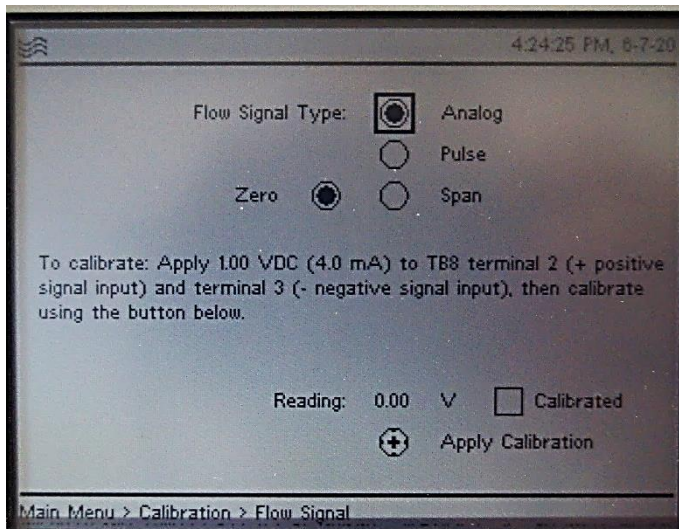 4:24:25 PM, 6-7-20
Flow Signal Type: Analog
Pulse
Zero Span
To calibrate: Apply 1.00 VDC (4.0 mA) to TB8 terminal 2 (+ positive
signal input) and terminal 3 (- negative signal input), then calibrate
using the button below.
Reading: 0.00 V Calibrated
Apply Calibration
Main Menu > Calibration > Flow Signal